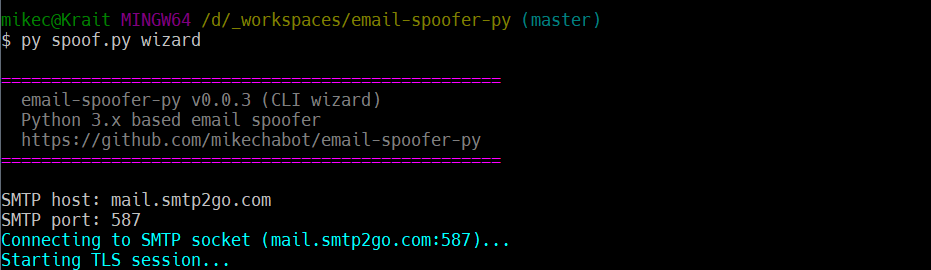 mikec@Krait MINGW64 /d/_workspaces/email-spoofer-py (master)
$ py spoof.py wizard
==================================================
email-spoofer-py v0.0.3 (CLI wizard)
Python 3.x based email spoofer
https://github.com/mikechabot/email-spoofer-py
==================================================
SMTP host: mail.smtp2go.com
SMTP port: 587
Connecting to SMTP socket (mail.smtp2go.com:587)...
Starting TLS session...